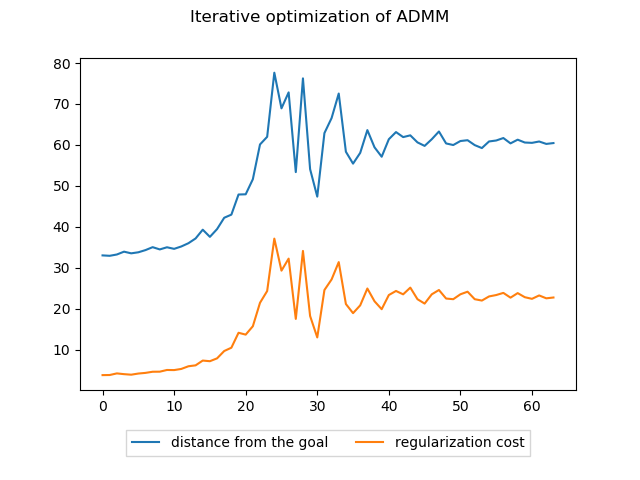 Iterative optimization of ADMM
80
70
60
50
40
30
20
10
0 10 20 30 40 50 60
distance from the goal regularization cost